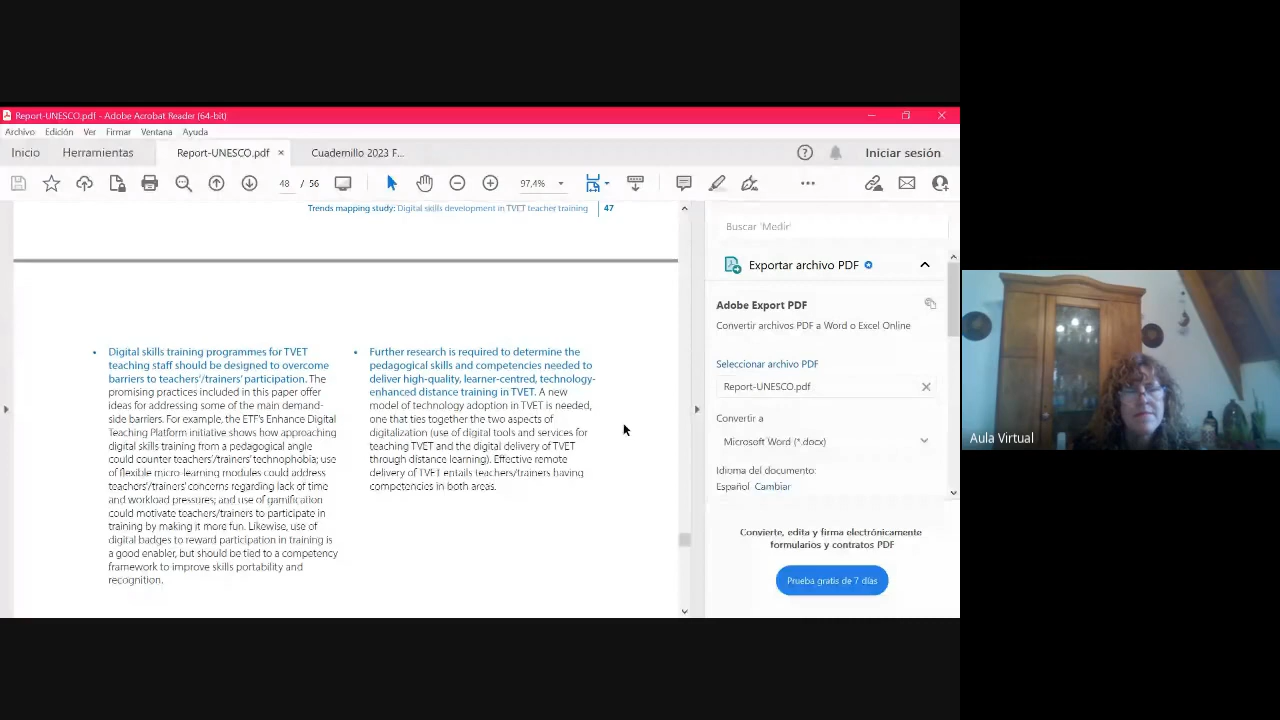 Report-UNESCO.pdf - Adobe Acrobat Reader (64-bit)
Archivo Edición Ver Firmar Ventana Ayuda
Inicio Herramientas Report-UNESCO.pdf × Cuadernillo 2023 F... Iniciar sesión
48 / 56 97,4%
Trends mapping study: Digital skills development in TVET teacher training 47
• Digital skills training programmes for TVET
teaching staff should be designed to overcome
barriers to teachers'/trainers' participation. The
promising practices included in this paper offer
ideas for addressing some of the main demand-
side barriers. For example, the ETF's Enhance Digital
Teaching Platform initiative shows how approaching
digital skills training from a pedagogical angle
could counter teachers'/trainers' technophobia; use
of flexible micro-learning modules could address
teachers'/trainers' concerns regarding lack of time
and workload pressures; and use of gamification
could motivate teachers/trainers to participate in
training by making it more fun. Likewise, use of
digital badges to reward participation in training is
a good enabler, but should be tied to a competency
framework to improve skills portability and
recognition.
• Further research is required to determine the
pedagogical skills and competencies needed to
deliver high-quality, learner-centred, technology-
enhanced distance training in TVET. A new
model of technology adoption in TVET is needed,
one that ties together the two aspects of
digitalization (use of digital tools and services for
teaching TVET and the digital delivery of TVET
through distance learning). Effective remote
delivery of TVET entails teachers/trainers having
competencies in both areas.
Buscar 'Medir'
Exportar archivo PDF
Adobe Export PDF
Convertir archivos PDF a Word o Excel Online
Seleccionar archivo PDF
Report-UNESCO.pdf
Convertir a
Microsoft Word (*.docx)
Idioma del documento:
Español Cambiar
Convierte, edita y firma electrónicamente
formularios y contratos PDF
Prueba gratis de 7 días
Aula Virtual